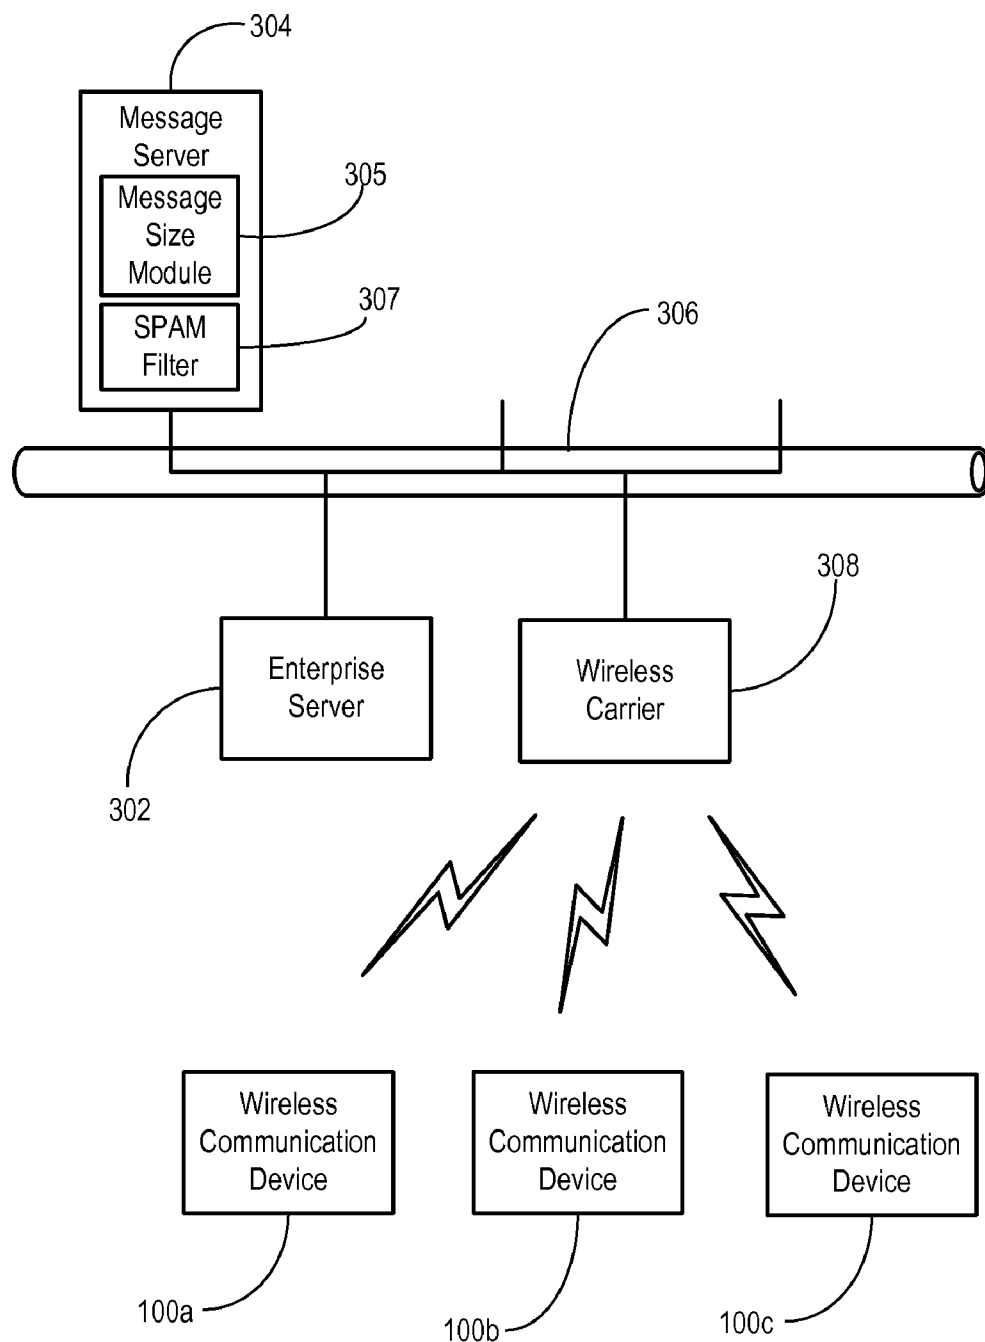 304
Message
Server
305
Message
Size
Module
307
SPAM
Filter
306
308
Enterprise
Server
Wireless
Carrier
302
Wireless
Communication
Device
Wireless
Communication
Device
Wireless
Communication
Device
100a
100b
100c